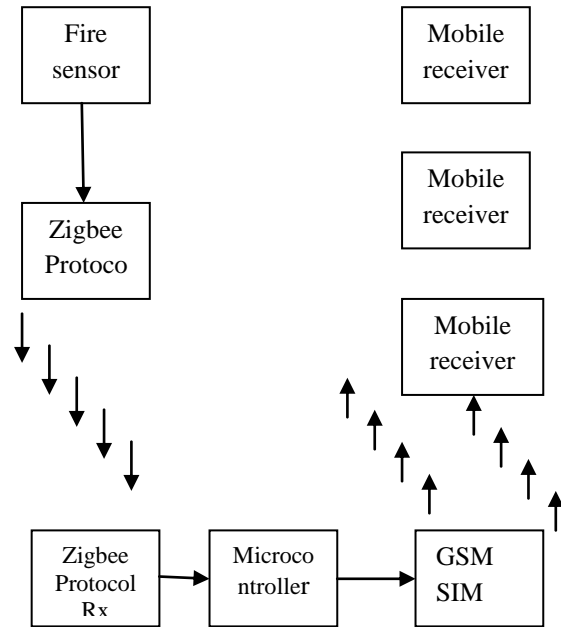 Fire
sensor
Mobile
receiver
Mobile
receiver
Zigbee
Protoco
Mobile
receiver
Zigbee
Protocol
Rx
Microco
ntroller
GSM
SIM